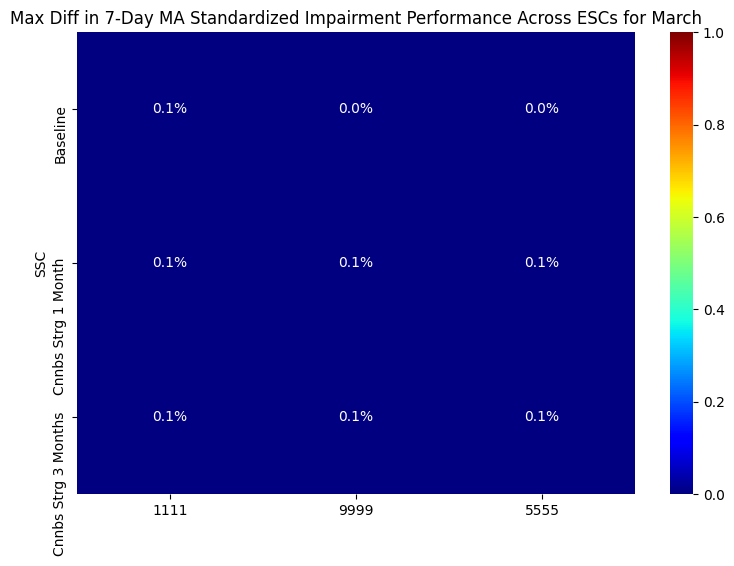 Max Diff in 7-Day MA Standardized Impairment Performance Across ESCs for March
SSC
Baseline
0.1% 0.0% 0.0%
Cnnbs Strg 1 Month
0.1% 0.1% 0.1%
Cnnbs Strg 3 Months
0.1% 0.1% 0.1%
1111 9999 5555
1.0
0.8
0.6
0.4
0.2
0.0